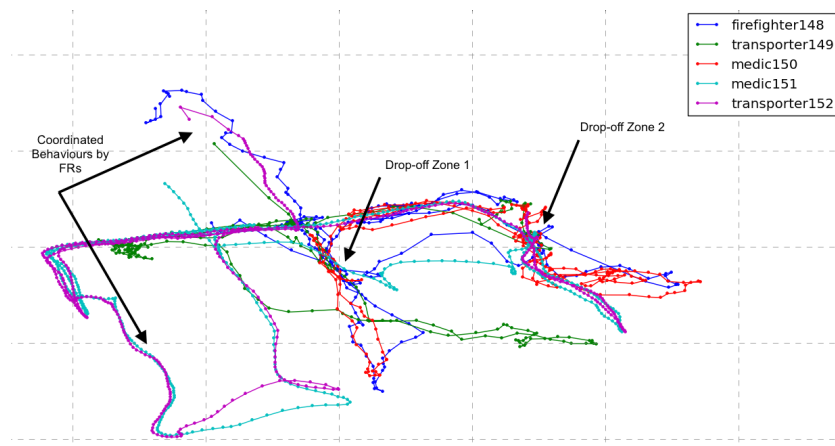 firefighter148
transporter149
medic150
medic151
transporter152
Coordinated
Behaviours by
FRs
Drop-off Zone 1
Drop-off Zone 2